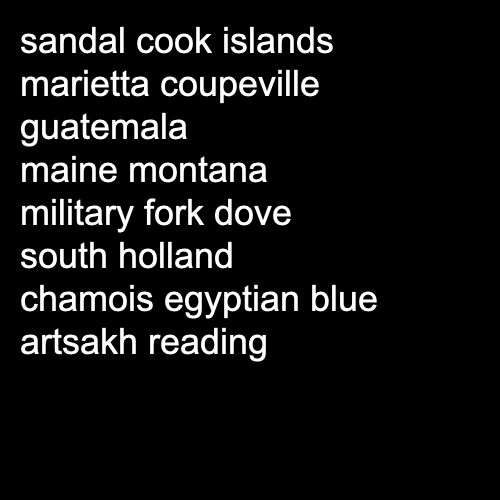 sandal cook islands
marietta coupeville
guatemala
maine montana
military fork dove
south holland
chamois egyptian blue
artsakh reading